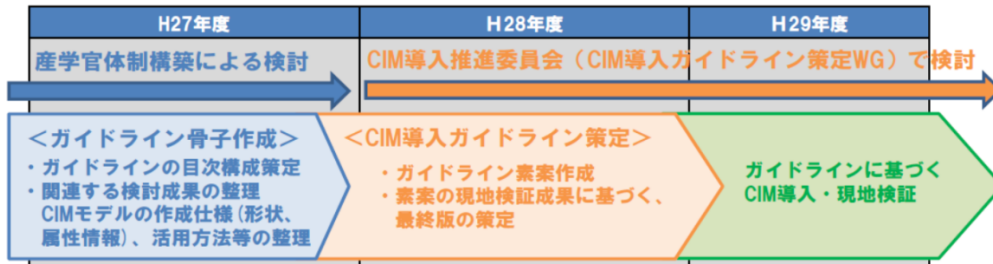 H27年度
H28年度
H29年度
産学官体制構築による検討
CIM導入推進委員会（CIM導入ガイドライン策定WG）で検討
＜ガイドライン骨子作成＞
・ガイドラインの目次構成策定
・関連する検討成果の整理
CIMモデルの作成仕様(形状、
属性情報)、活用方法等の整理
＜CIM導入ガイドライン策定＞
・ガイドライン素案作成
・素案の現地検証成果に基づく、
最終版の策定
ガイドラインに基づく
CIM導入・現地検証